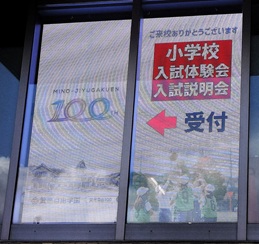 MINO-JIYUGAKUEN
100th
ご来校ありがとうございます
小学校
入試体験会
入試説明会
受付